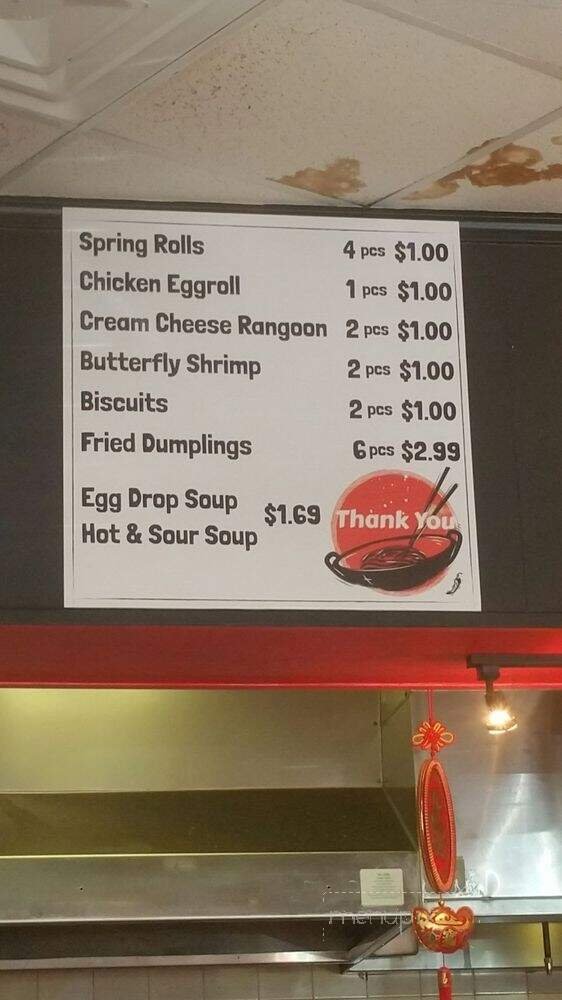 Spring Rolls 4 pcs $1.00
Chicken Eggroll 1 pcs $1.00
Cream Cheese Rangoon 2 pcs $1.00
Butterfly Shrimp 2 pcs $1.00
Biscuits 2 pcs $1.00
Fried Dumplings 6 pcs $2.99
Egg Drop Soup $1.69
Hot & Sour Soup
Thank You